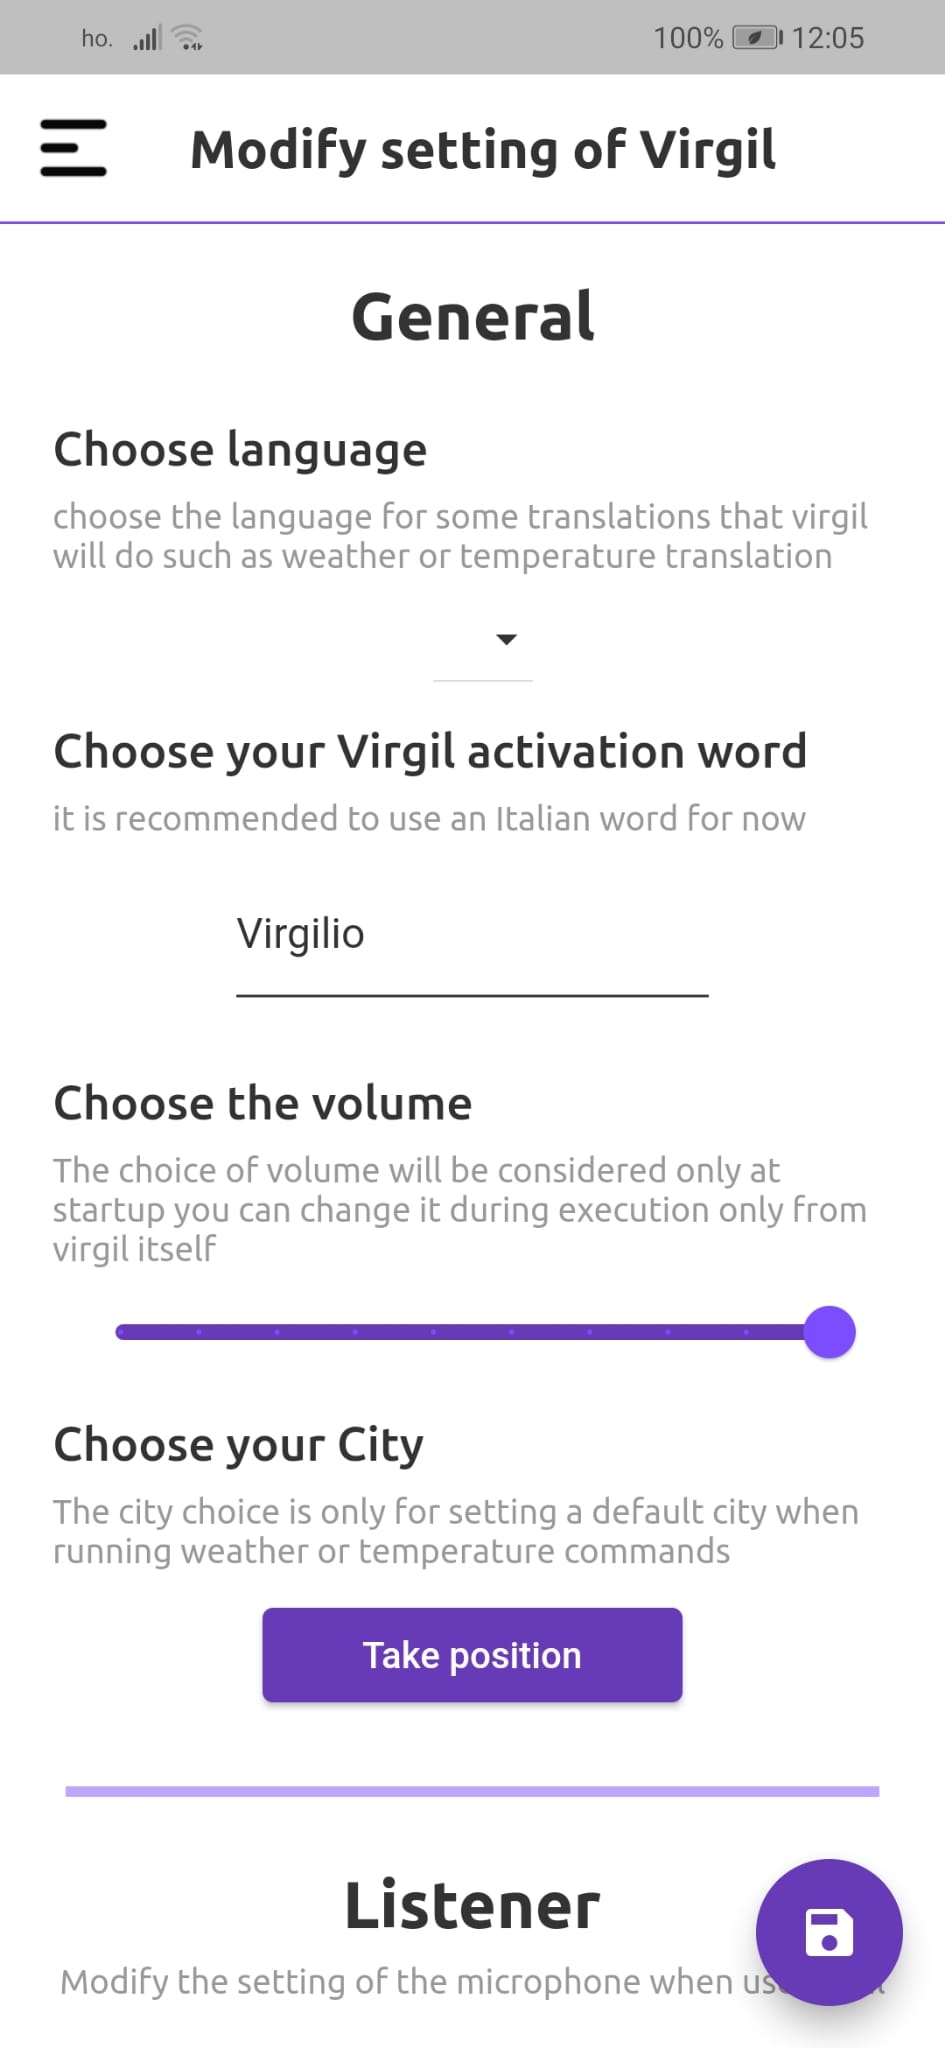 ho. 100% 12:05
Modify setting of Virgil
General
Choose language
choose the language for some translations that virgil
will do such as weather or temperature translation
Choose your Virgil activation word
it is recommended to use an Italian word for now
Virgilio
Choose the volume
The choice of volume will be considered only at
startup you can change it during execution only from
virgil itself
Choose your City
The city choice is only for setting a default city when
running weather or temperature commands
Take position
Listener
Modify the setting of the microphone when